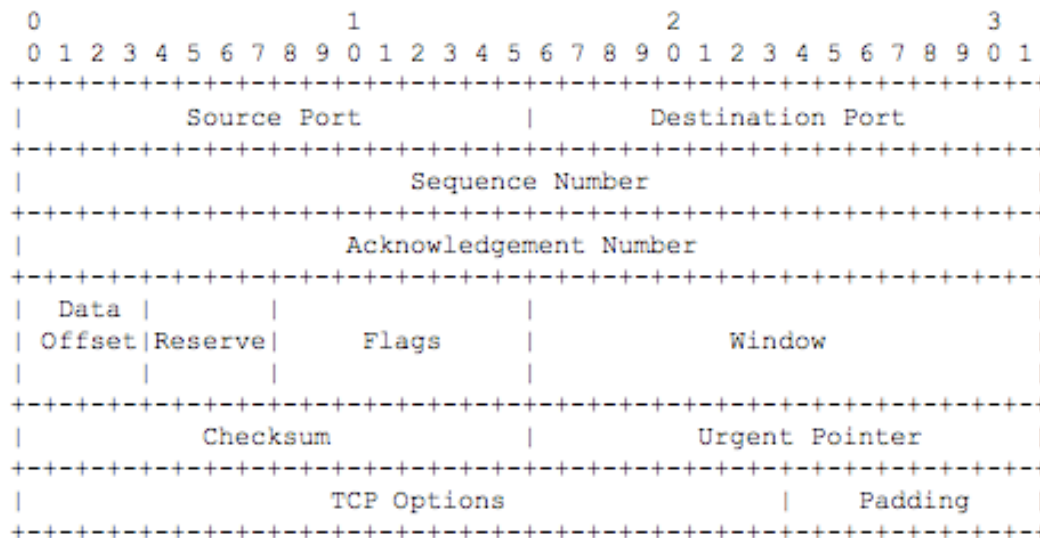 0 1 2 3
0 1 2 3 4 5 6 7 8 9 0 1 2 3 4 5 6 7 8 9 0 1 2 3 4 5 6 7 8 9 0 1
+-+-+-+-+-+-+-+-+-+-+-+-+-+-+-+-+-+-+-+-+-+-+-+-+-+-+-+-+-+-+-+-+
| Source Port | Destination Port |
+-+-+-+-+-+-+-+-+-+-+-+-+-+-+-+-+-+-+-+-+-+-+-+-+-+-+-+-+-+-+-+-+
| Sequence Number |
+-+-+-+-+-+-+-+-+-+-+-+-+-+-+-+-+-+-+-+-+-+-+-+-+-+-+-+-+-+-+-+-+
| Acknowledgement Number |
+-+-+-+-+-+-+-+-+-+-+-+-+-+-+-+-+-+-+-+-+-+-+-+-+-+-+-+-+-+-+-+-+
| Data | | | |
| Offset|Reserve| Flags | Window |
| | | | |
+-+-+-+-+-+-+-+-+-+-+-+-+-+-+-+-+-+-+-+-+-+-+-+-+-+-+-+-+-+-+-+-+
| Checksum | Urgent Pointer |
+-+-+-+-+-+-+-+-+-+-+-+-+-+-+-+-+-+-+-+-+-+-+-+-+-+-+-+-+-+-+-+-+
| TCP Options | Padding |
+-+-+-+-+-+-+-+-+-+-+-+-+-+-+-+-+-+-+-+-+-+-+-+-+-+-+-+-+-+-+-+-+